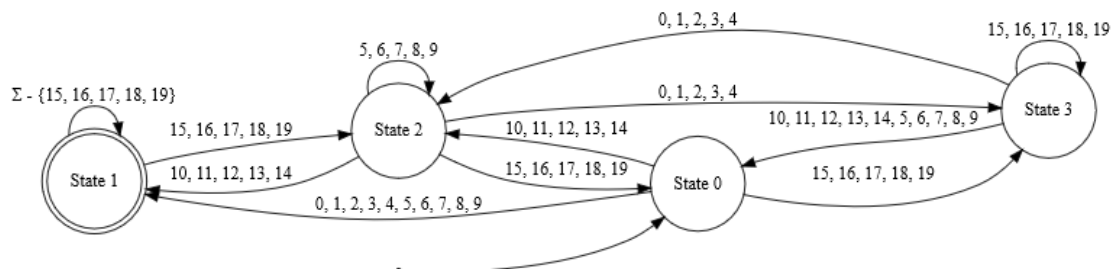 0, 1, 2, 3, 4
15, 16, 17, 18, 19
5, 6, 7, 8, 9
Σ - {15, 16, 17, 18, 19}
0, 1, 2, 3, 4
State 3
15, 16, 17, 18, 19
State 2
10, 11, 12, 13, 14
10, 11, 12, 13, 14, 5, 6, 7, 8, 9
State 1
10, 11, 12, 13, 14
15, 16, 17, 18, 19
State 0
15, 16, 17, 18, 19
0, 1, 2, 3, 4, 5, 6, 7, 8, 9